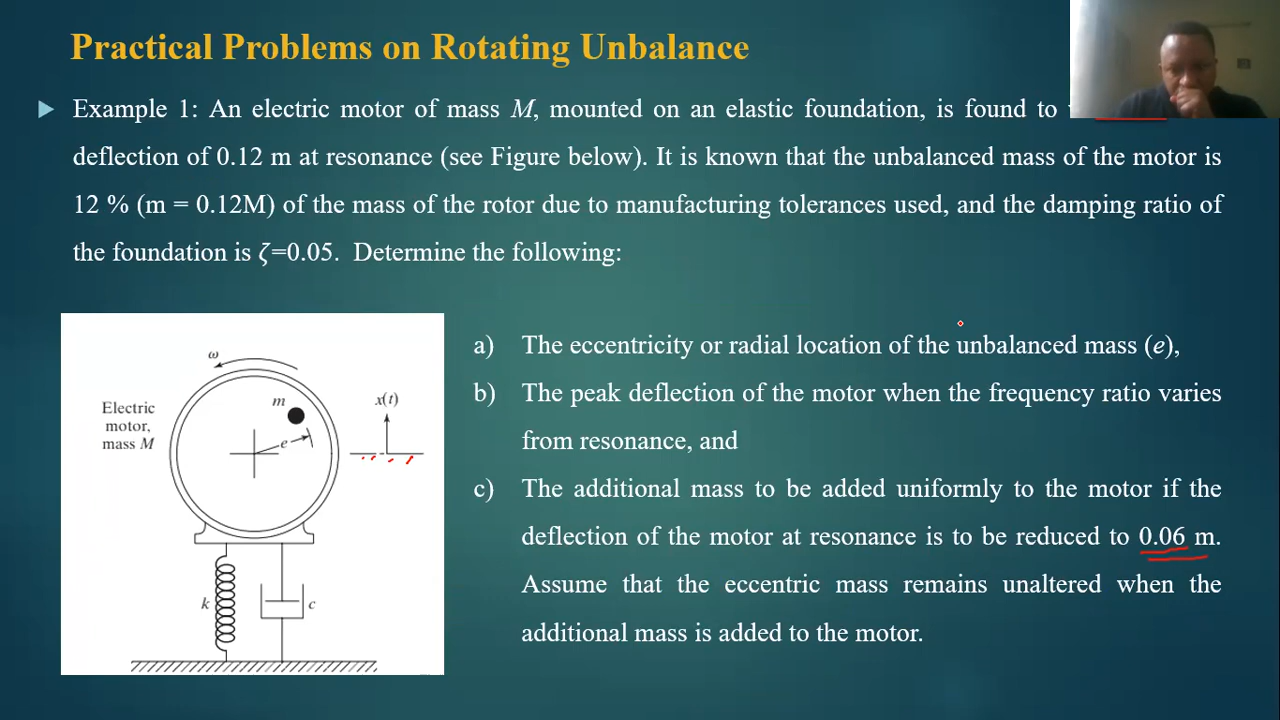 Practical Problems on Rotating Unbalance
Example 1: An electric motor of mass M, mounted on an elastic foundation, is found to
deflection of 0.12 m at resonance (see Figure below). It is known that the unbalanced mass of the motor is
12 % (m = 0.12M) of the mass of the rotor due to manufacturing tolerances used, and the damping ratio of
the foundation is ζ=0.05. Determine the following:
a) The eccentricity or radial location of the unbalanced mass (e),
b) The peak deflection of the motor when the frequency ratio varies
from resonance, and
c) The additional mass to be added uniformly to the motor if the
deflection of the motor at resonance is to be reduced to 0.06 m.
Assume that the eccentric mass remains unaltered when the
additional mass is added to the motor.
ω
m
x(t)
Electric
motor,
mass M
e
k
c